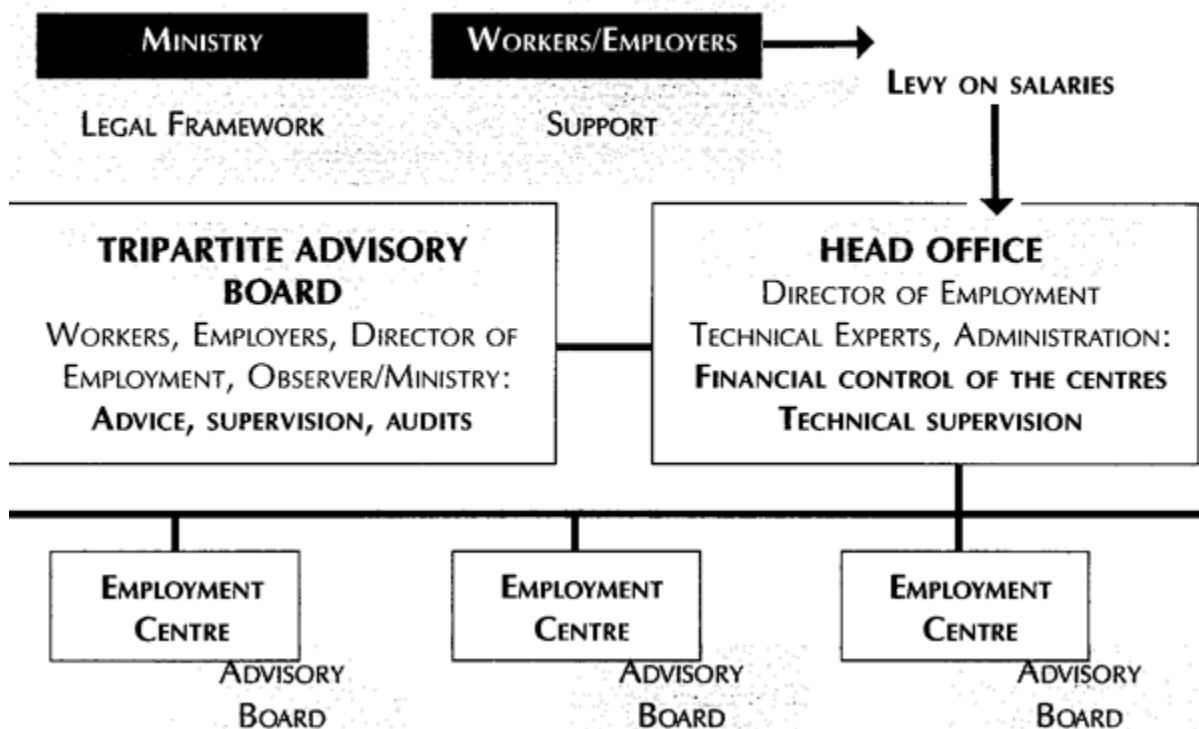 MINISTRY
WORKERS/EMPLOYERS
LEVY ON SALARIES
LEGAL FRAMEWORK
SUPPORT
TRIPARTITE ADVISORY
BOARD
WORKERS, EMPLOYERS, DIRECTOR OF
EMPLOYMENT, OBSERVER/MINISTRY:
ADVICE, SUPERVISION, AUDITS
HEAD OFFICE
DIRECTOR OF EMPLOYMENT
TECHNICAL EXPERTS, ADMINISTRATION:
FINANCIAL CONTROL OF THE CENTRES
TECHNICAL SUPERVISION
EMPLOYMENT
CENTRE
ADVISORY
BOARD
EMPLOYMENT
CENTRE
ADVISORY
BOARD
EMPLOYMENT
CENTRE
ADVISORY
BOARD